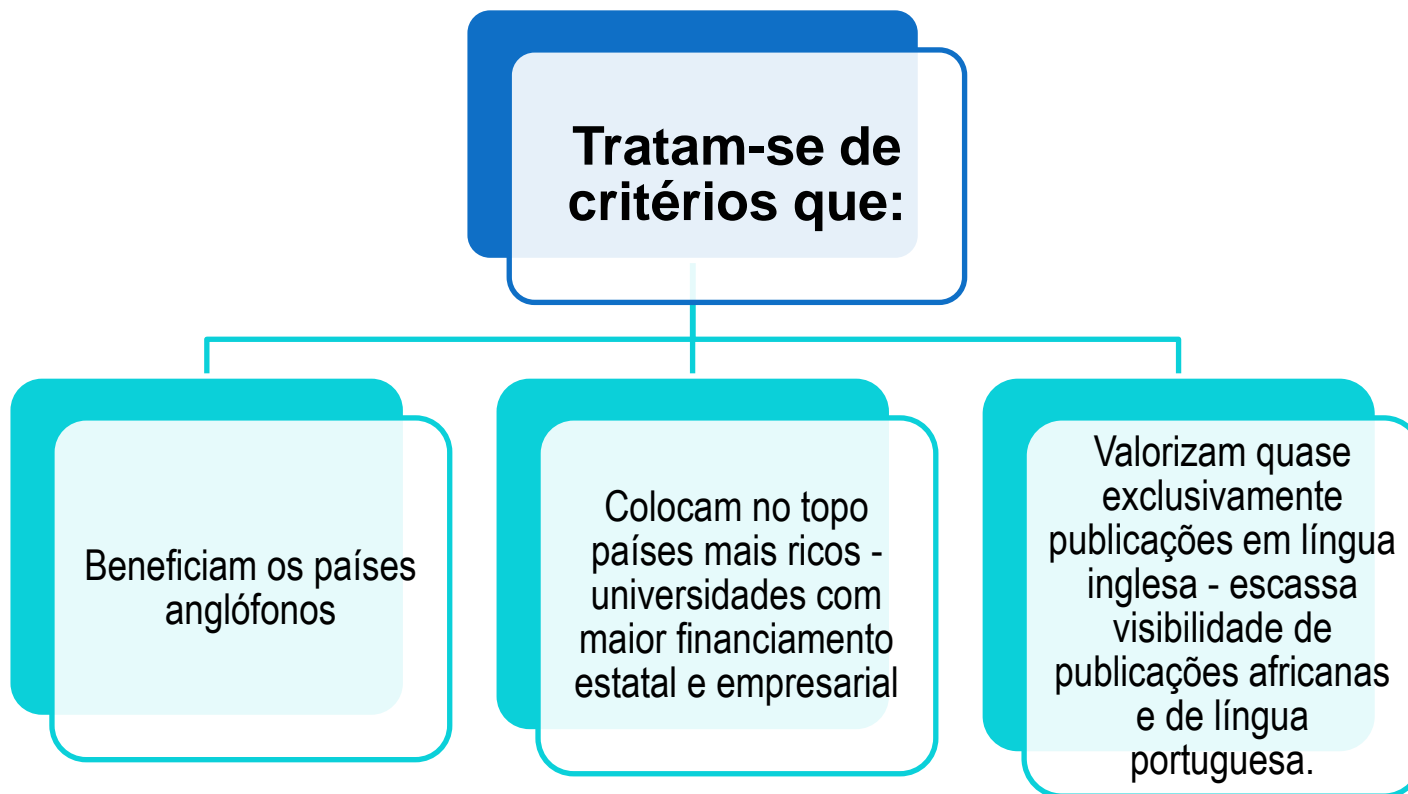 Tratam-se de
critérios que:
Beneficiam os países
anglófonos
Colocam no topo
países mais ricos -
universidades com
maior financiamento
estatal e empresarial
Valorizam quase
exclusivamente
publicações em língua
inglesa - escassa
visibilidade de
publicações africanas
e de língua
portuguesa.